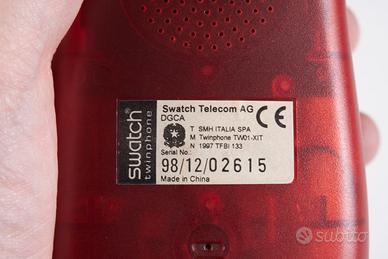 swatch
twinphone
Swatch Telecom AG
DGCA
T SMH ITALIA SPA
M Twinphone TW01-XIT
N 1997 TFBI 133
Serial No.:
98/12/02615
Made in China
CE
subito